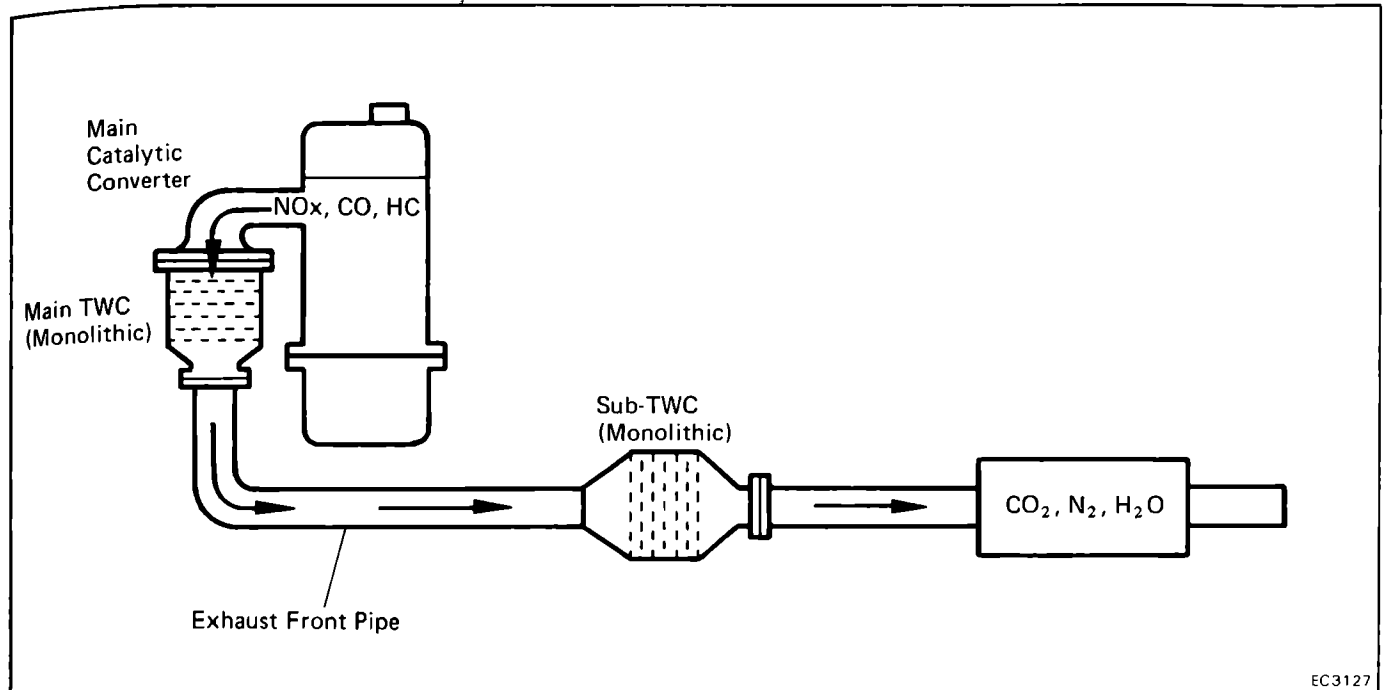 Main
Catalytic
Converter
NOx, CO, HC
Main TWC
(Monolithic)
Sub-TWC
(Monolithic)
CO₂, N₂, H₂O
Exhaust Front Pipe
EC3127